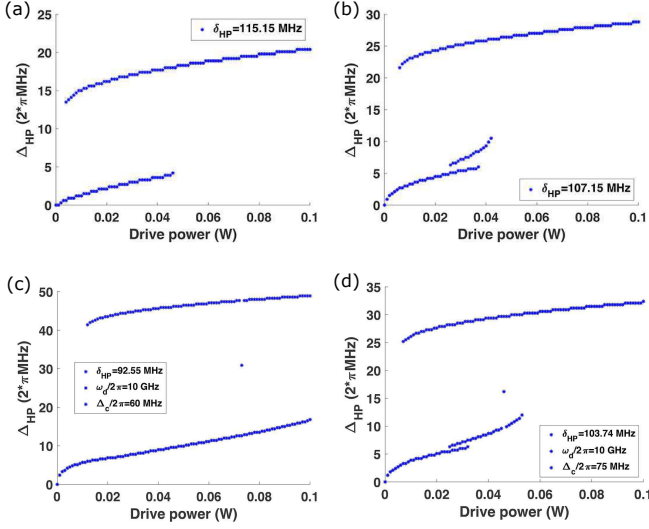 (a)
δHP=115.15 MHz
25
20
15
10
5
0
0
0.02
0.04
0.06
0.08
0.1
ΔHP (2*πMHz)
Drive power (W)
(b)
δHP=107.15 MHz
30
25
20
15
10
5
0
0
0.02
0.04
0.06
0.08
0.1
ΔHP (2*πMHz)
Drive power (W)
(c)
δHP=92.55 MHz
ωd/2π=10 GHz
Δc/2π=60 MHz
50
40
30
20
10
0
0
0.02
0.04
0.06
0.08
0.1
ΔHP (2*πMHz)
Drive power (W)
(d)
δHP=103.74 MHz
ωd/2π=10 GHz
Δc/2π=75 MHz
35
30
25
20
15
10
5
0
0
0.02
0.04
0.06
0.08
0.1
ΔHP (2*πMHz)
Drive power (W)